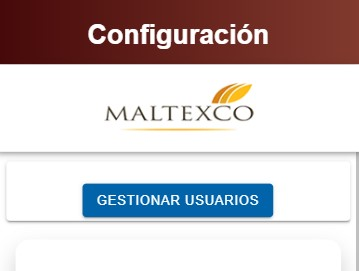 Configuración
MALTEXCO
GESTIONAR USUARIOS